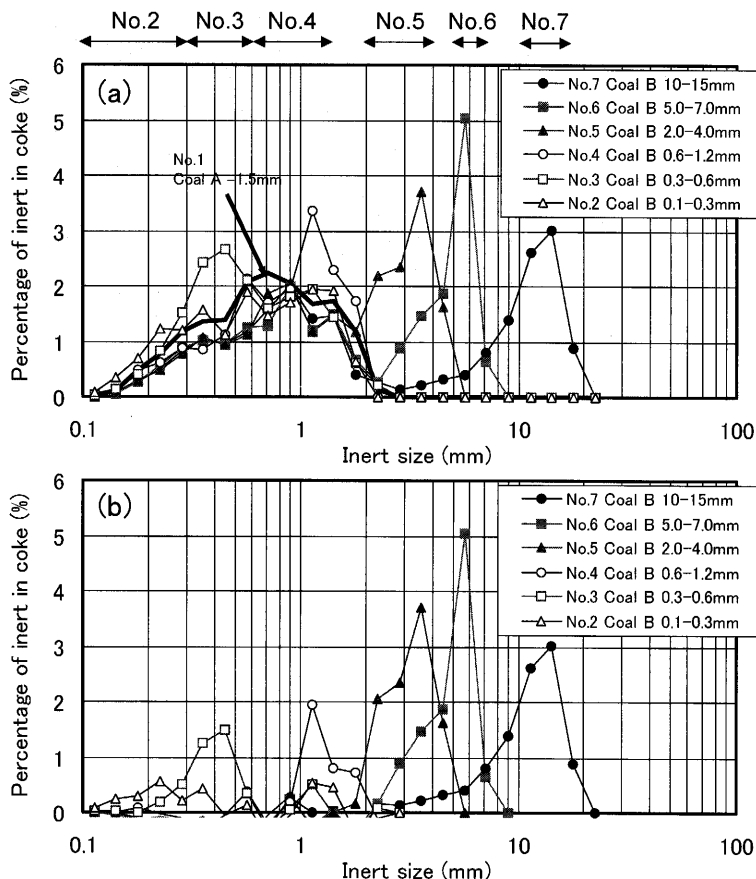 No.2 No.3 No.4 No.5 No.6 No.7
(a)
No.7 Coal B 10-15mm
No.6 Coal B 5.0-7.0mm
No.5 Coal B 2.0-4.0mm
No.4 Coal B 0.6-1.2mm
No.3 Coal B 0.3-0.6mm
No.2 Coal B 0.1-0.3mm
No.1
Coal A -1.5mm
Percentage of inert in coke (%)
6
5
4
3
2
1
0
0.1 1 10 100
Inert size (mm)
(b)
No.7 Coal B 10-15mm
No.6 Coal B 5.0-7.0mm
No.5 Coal B 2.0-4.0mm
No.4 Coal B 0.6-1.2mm
No.3 Coal B 0.3-0.6mm
No.2 Coal B 0.1-0.3mm
Percentage of inert in coke (%)
6
5
4
3
2
1
0
0.1 1 10 100
Inert size (mm)